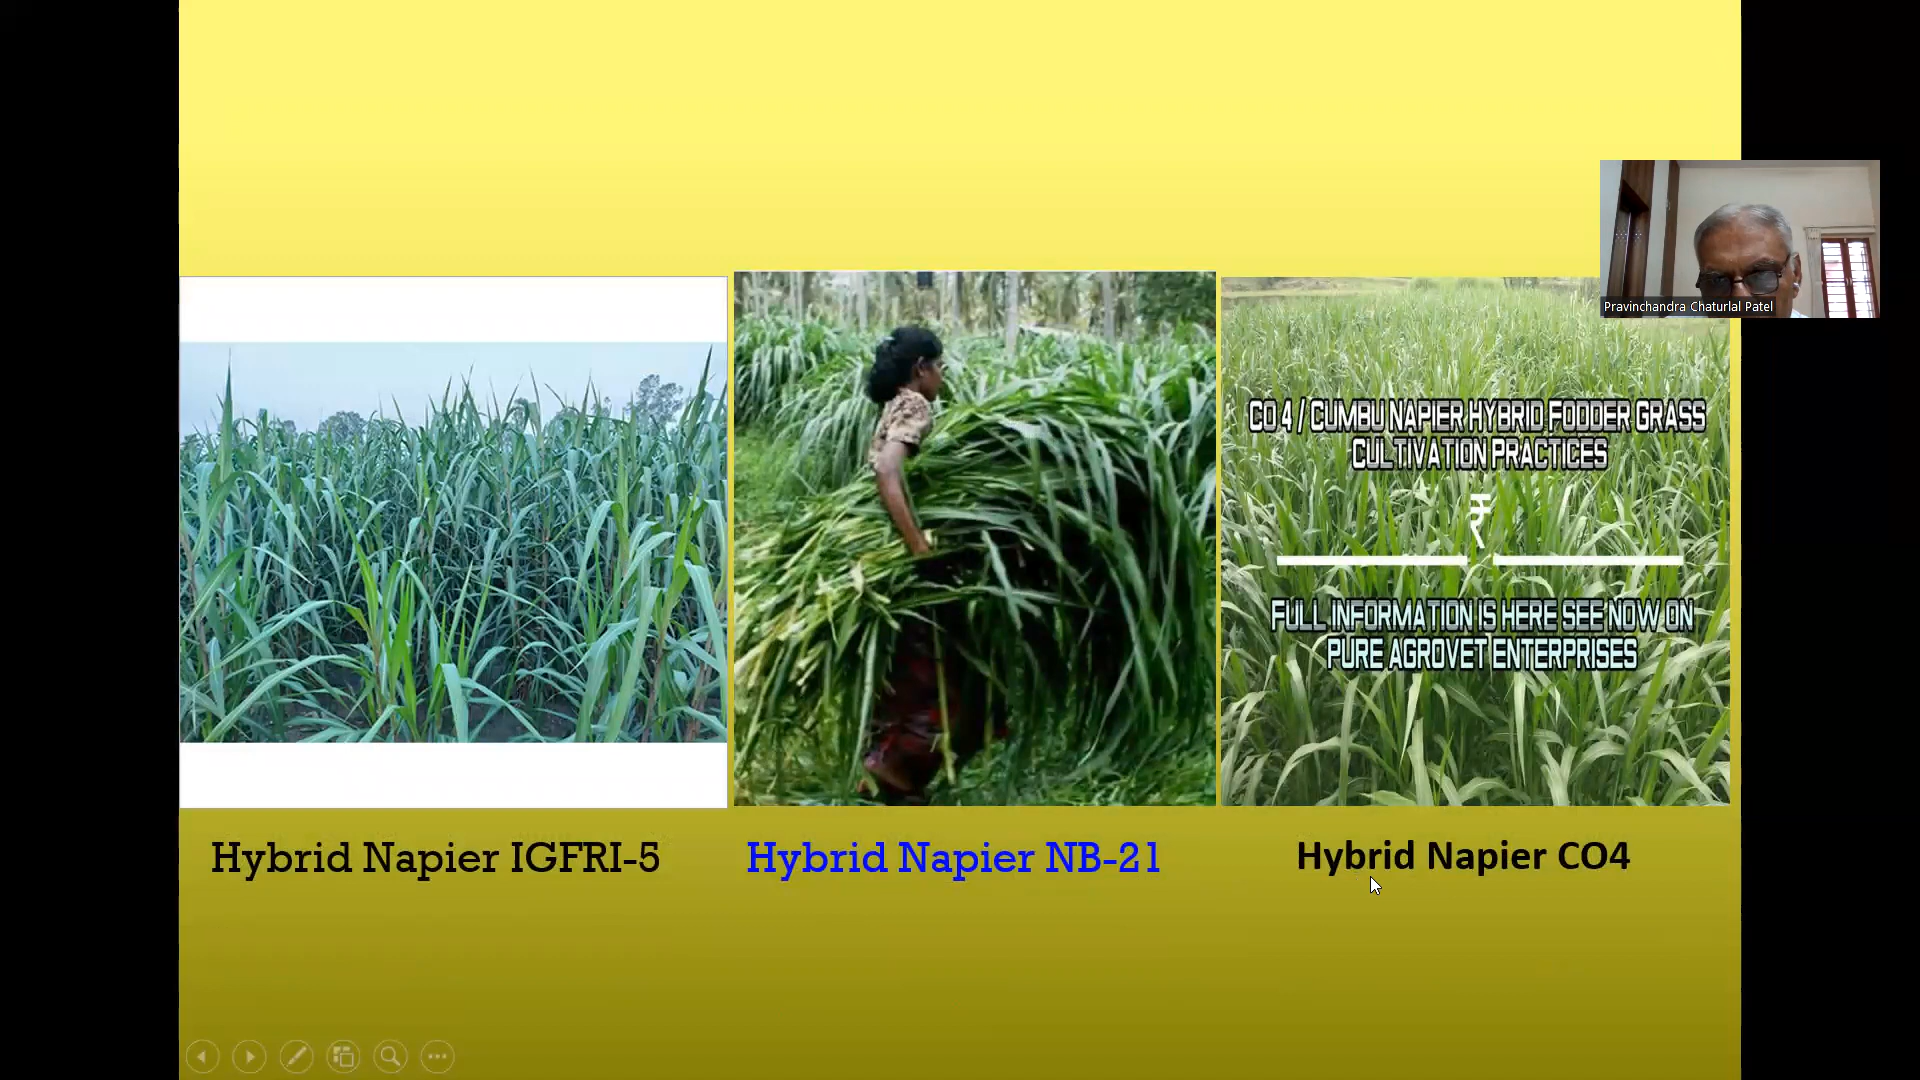 Pravinchandra Chaturlal Patel
CO 4 / CUMBU NAPIER HYBRID FODDER GRASS
CULTIVATION PRACTICES
₹
FULL INFORMATION IS HERE SEE NOW ON
PURE AGROVET ENTERPRISES
Hybrid Napier IGFRI-5
Hybrid Napier NB-21
Hybrid Napier CO4